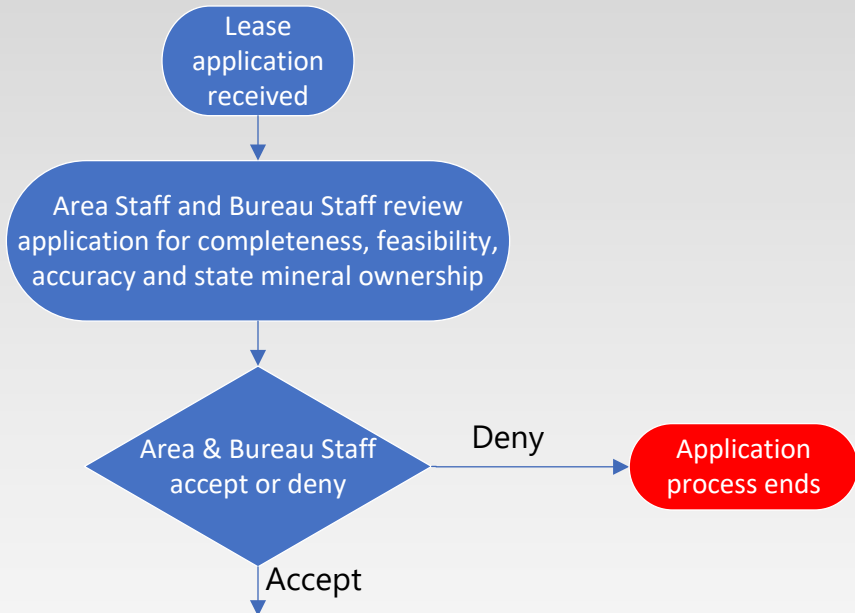 Lease
application
received
Area Staff and Bureau Staff review
application for completeness, feasibility,
accuracy and state mineral ownership
Area & Bureau Staff
accept or deny
Deny
Application
process ends
Accept